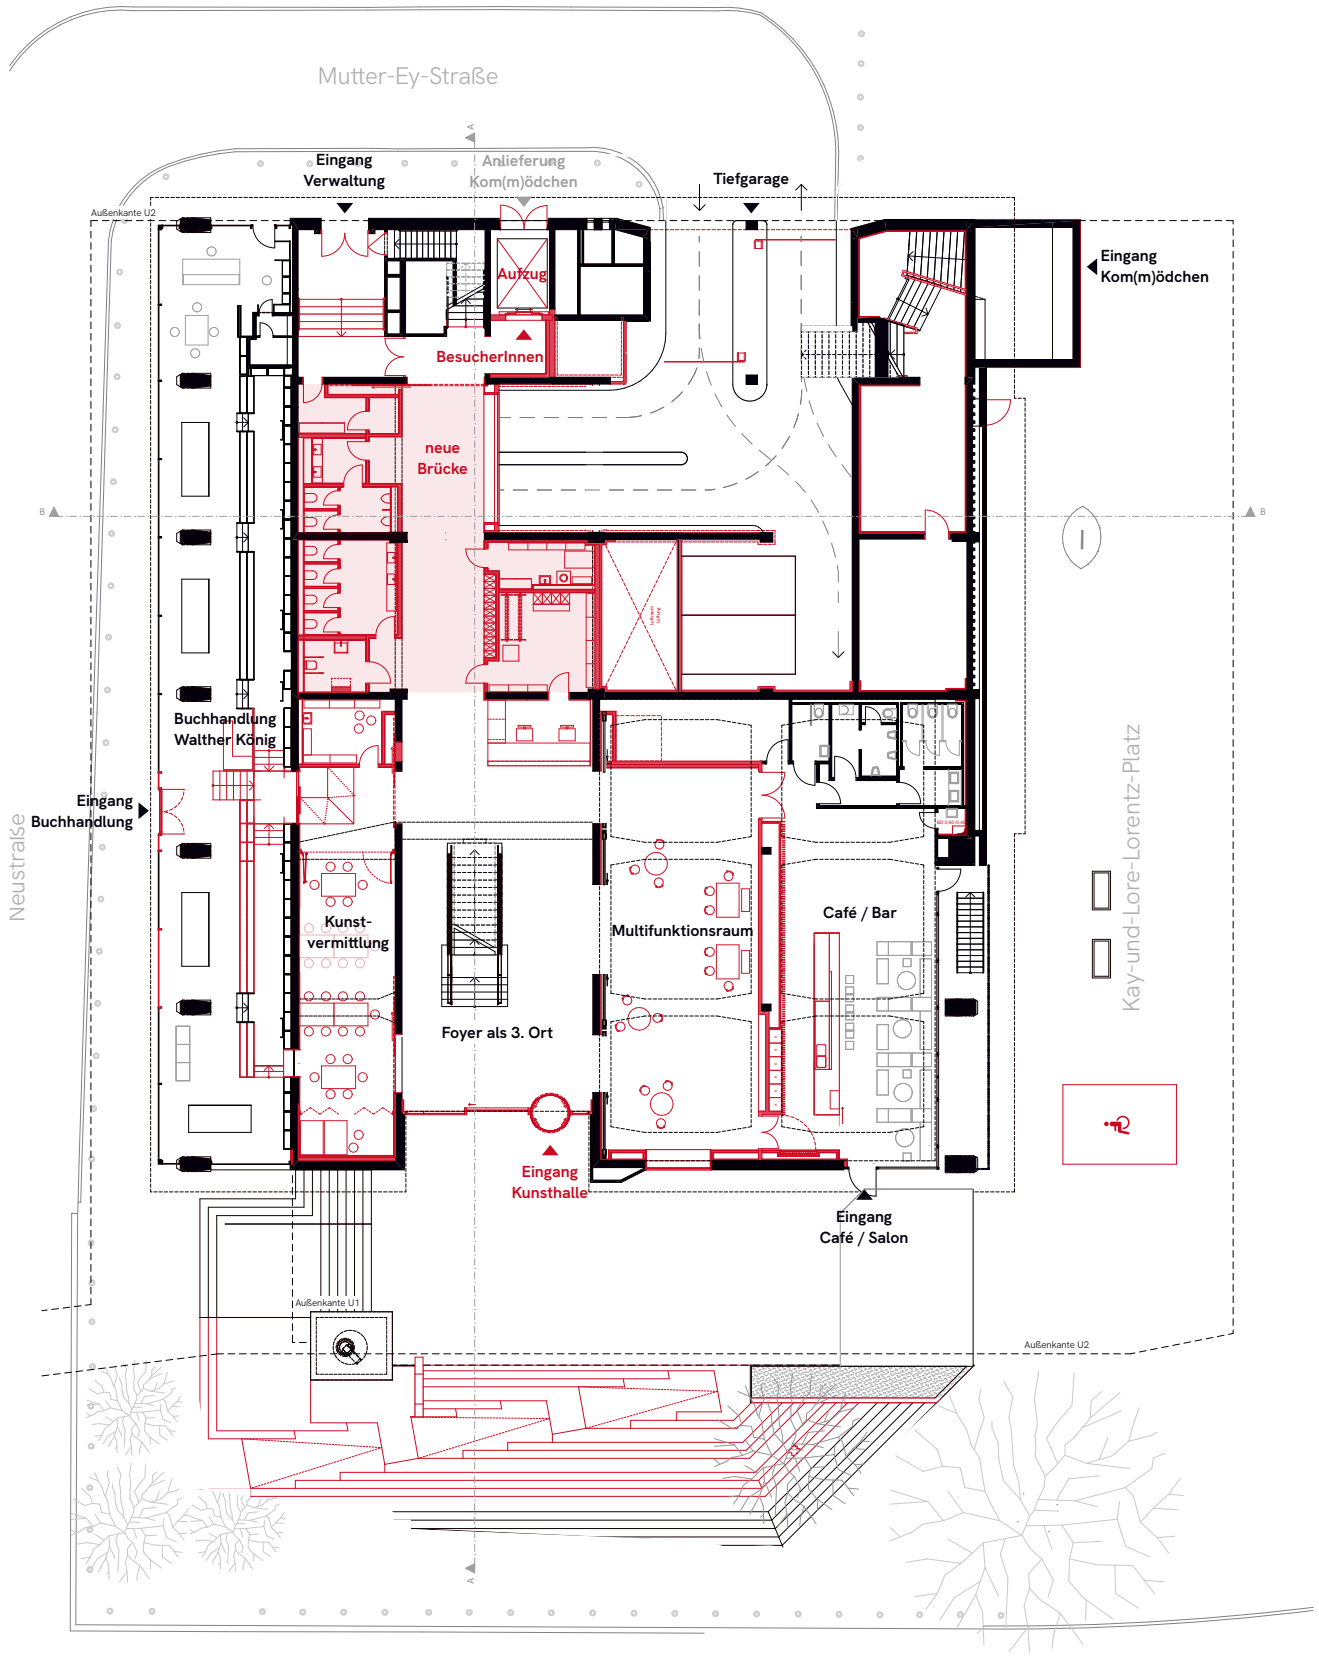 Mutter-Ey-Straße
A
Eingang
Verwaltung
Anlieferung
Kom(m)ödchen
Tiefgarage
Außenkante U2
Eingang
Kom(m)ödchen
Aufzug
BesucherInnen
neue
Brücke
B
B
Luftraum
Lüftung
Buchhandlung
Walther König
Eingang
Buchhandlung
Neustraße
Kay-und-Lore-Lorentz-Platz
Kunst-
vermittlung
Multifunktionsraum
Café / Bar
Foyer als 3. Ort
Eingang
Kunsthalle
Eingang
Café / Salon
Außenkante U1
Außenkante U2
A